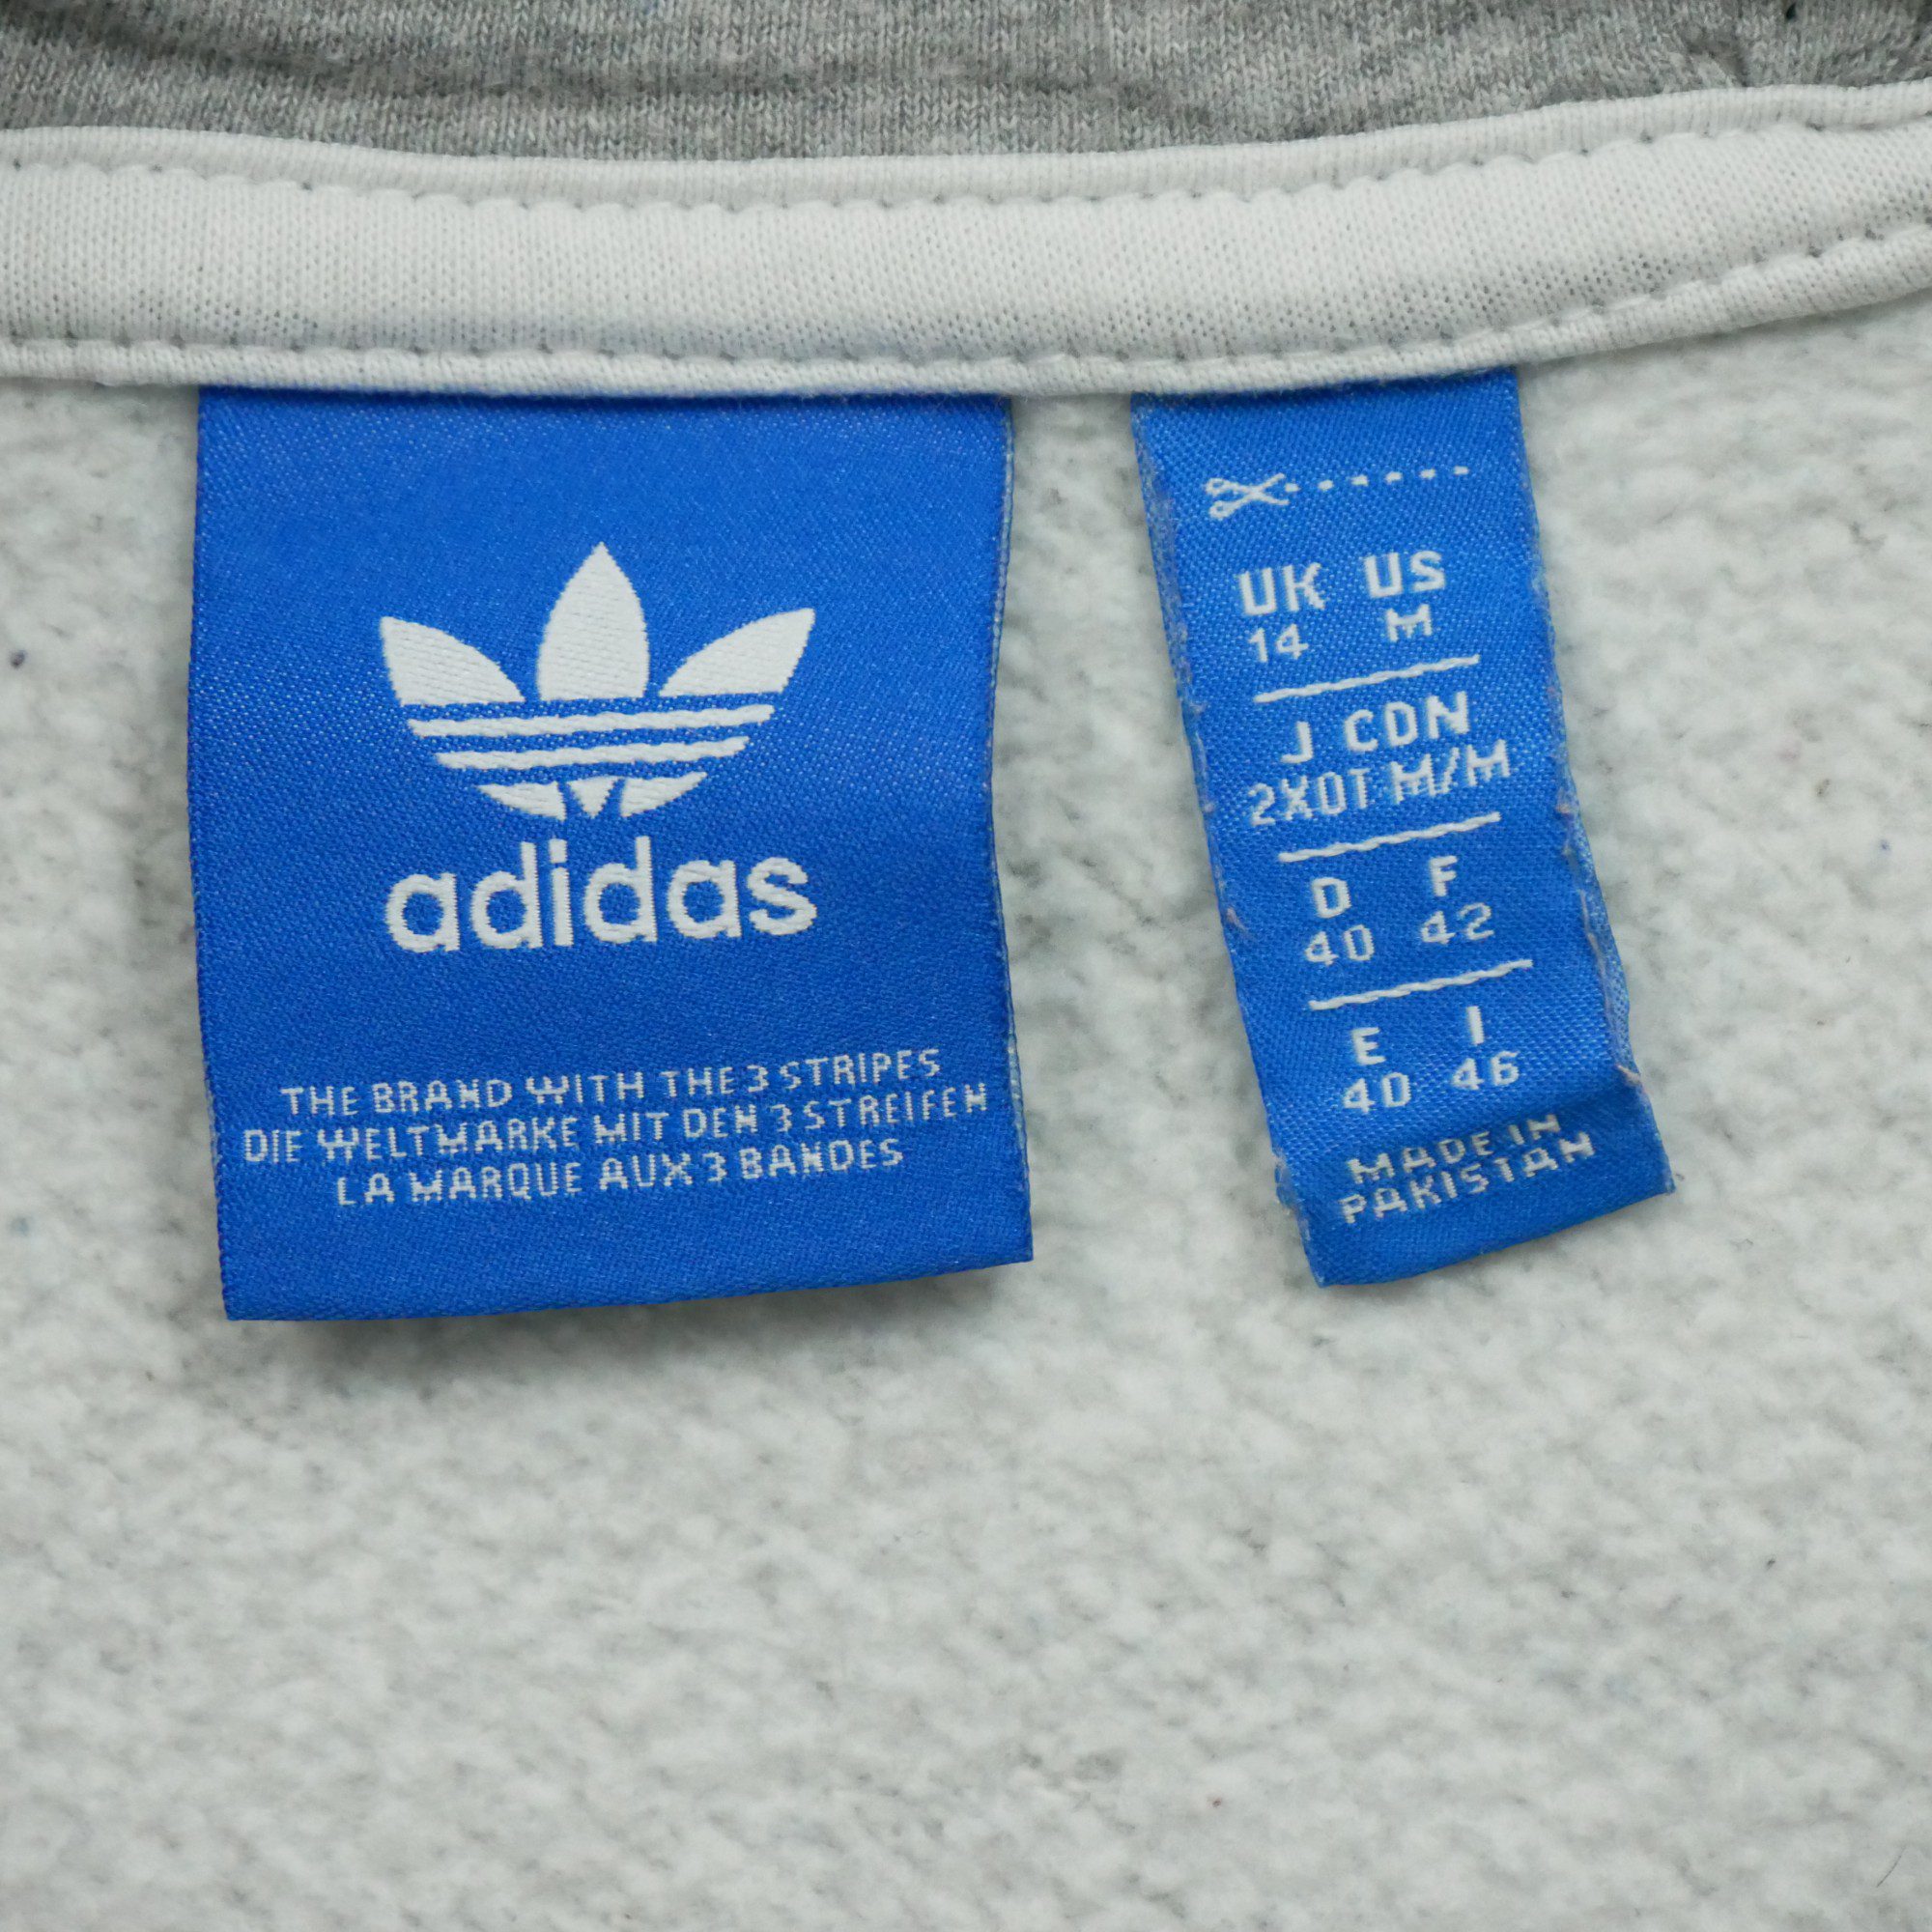 adidas
THE BRAND WITH THE 3 STRIPES
DIE WELTMARKE MIT DEN 3 STREIFEN
LA MARQUE AUX 3 BANDES
UK US
14 M
J CDN
2XOT M/M
D F
40 42
E I
40 46
MADE IN
PAKISTAN